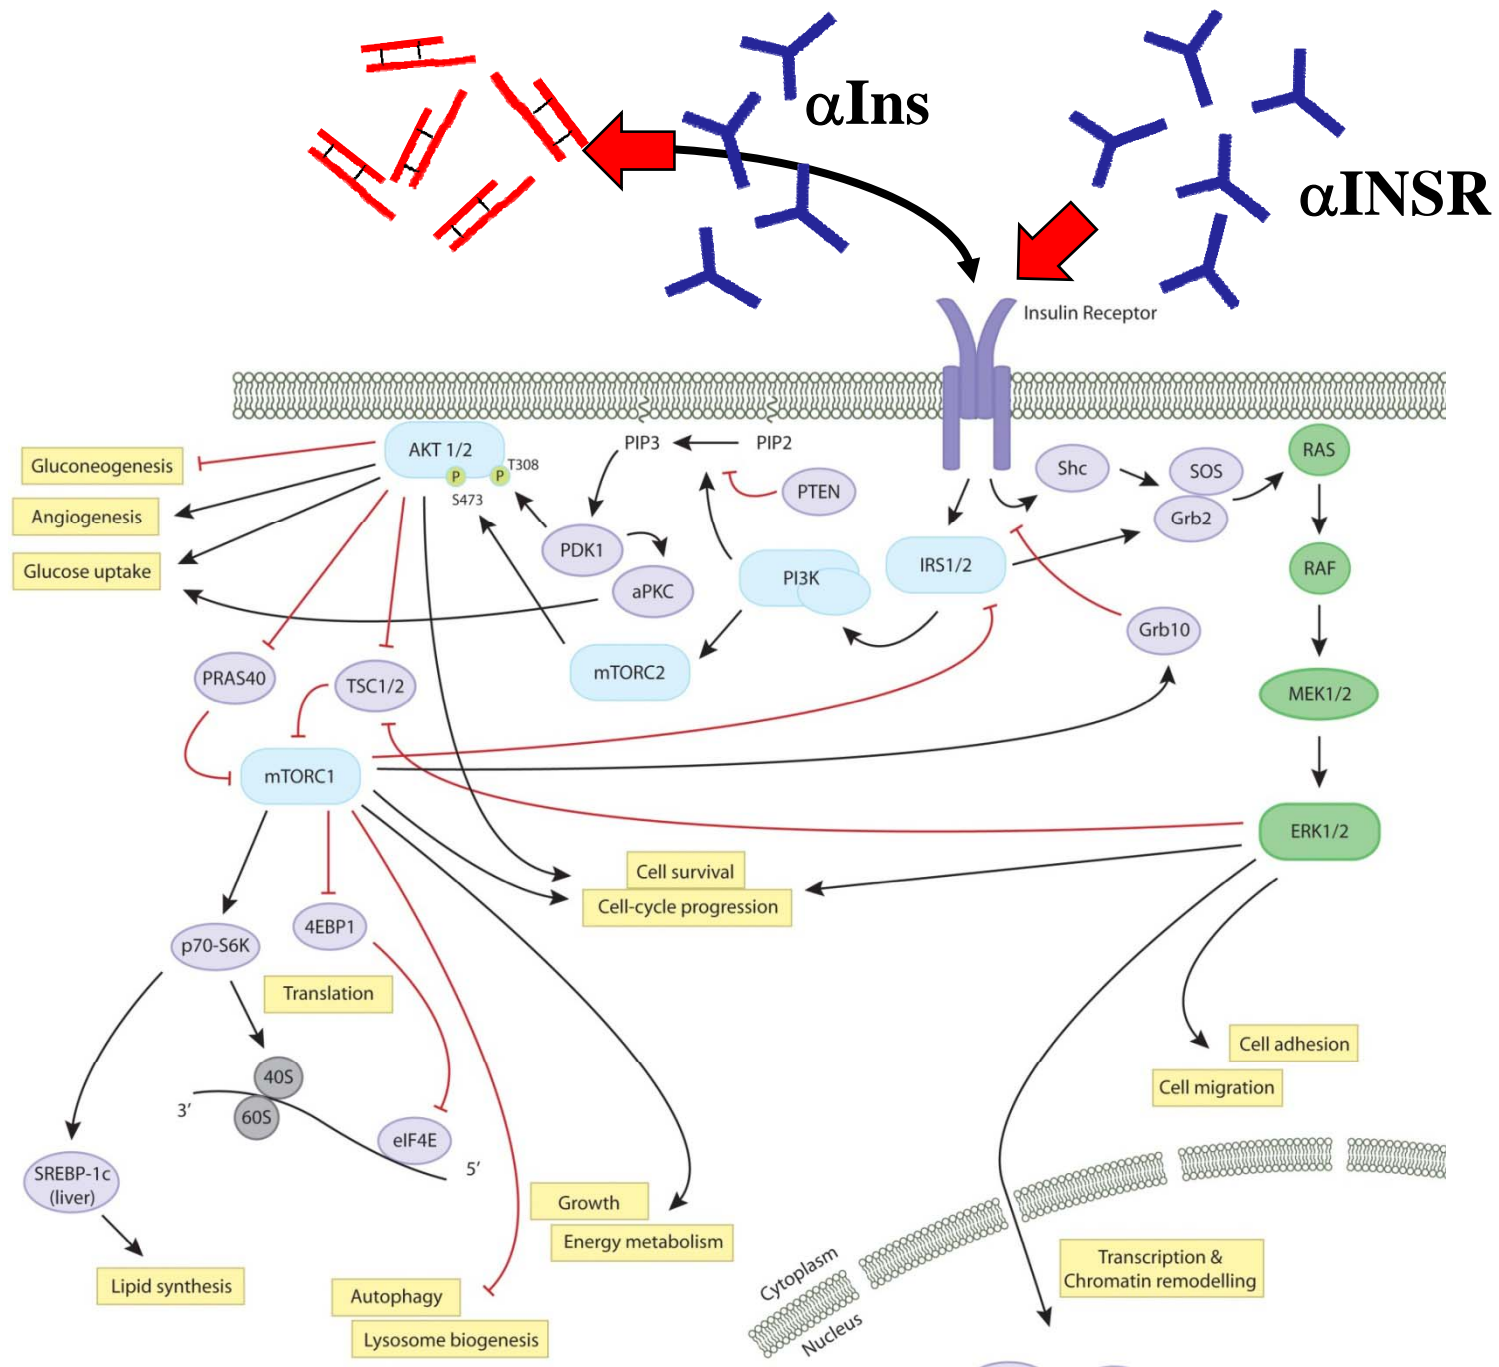 αIns
αINSR
Insulin Receptor
Gluconeogenesis
Angiogenesis
Glucose uptake
AKT 1/2
P
P
T308
S473
PIP3
PIP2
PTEN
PDK1
aPKC
PI3K
IRS1/2
Shc
SOS
Grb2
RAS
RAF
Grb10
MEK1/2
ERK1/2
mTORC2
PRAS40
TSC1/2
mTORC1
Cell survival
Cell-cycle progression
p70-S6K
4EBP1
Translation
40S
60S
3′
eIF4E
5′
SREBP-1c
(liver)
Lipid synthesis
Growth
Energy metabolism
Autophagy
Lysosome biogenesis
Cell adhesion
Cell migration
Cytoplasm
Nucleus
Transcription &
Chromatin remodelling